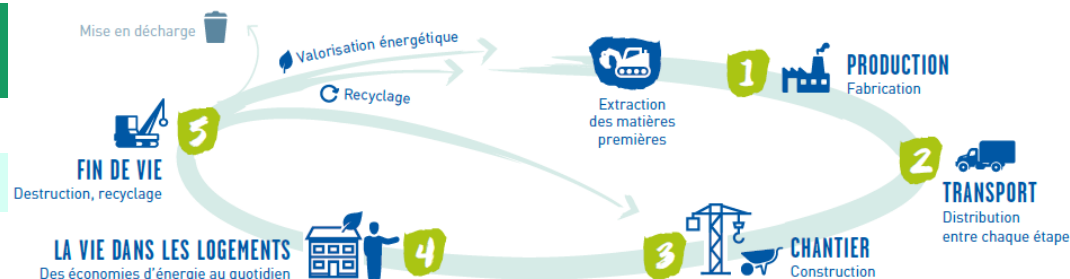 Mise en décharge
Valorisation énergétique
Recyclage
Extraction
des matières
premières
1
PRODUCTION
Fabrication
2
TRANSPORT
Distribution
entre chaque étape
3
CHANTIER
Construction
4
LA VIE DANS LES LOGEMENTS
Des économies d'énergie au quotidien
5
FIN DE VIE
Destruction, recyclage